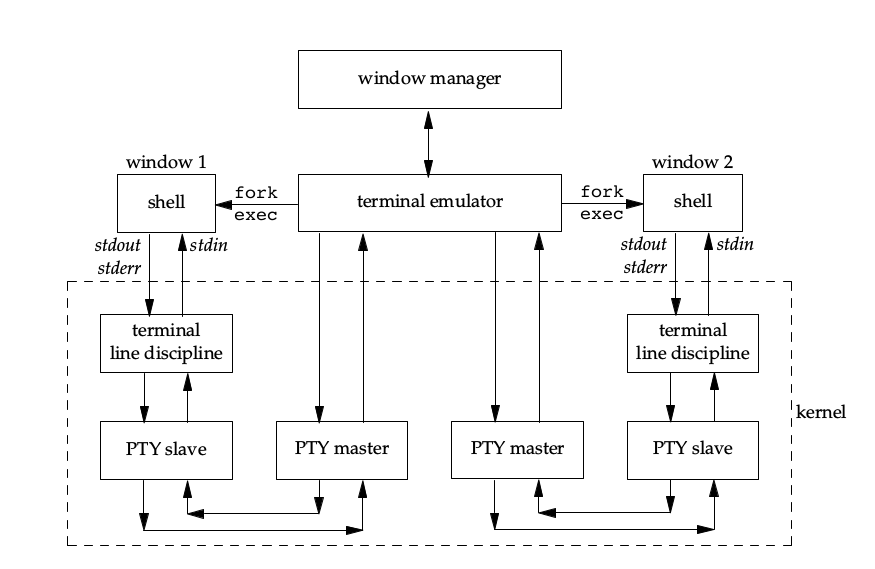 window manager
window 1
window 2
shell
fork
exec
terminal emulator
fork
exec
shell
stdout
stderr
stdin
stdout
stderr
stdin
terminal
line discipline
terminal
line discipline
kernel
PTY slave
PTY master
PTY master
PTY slave